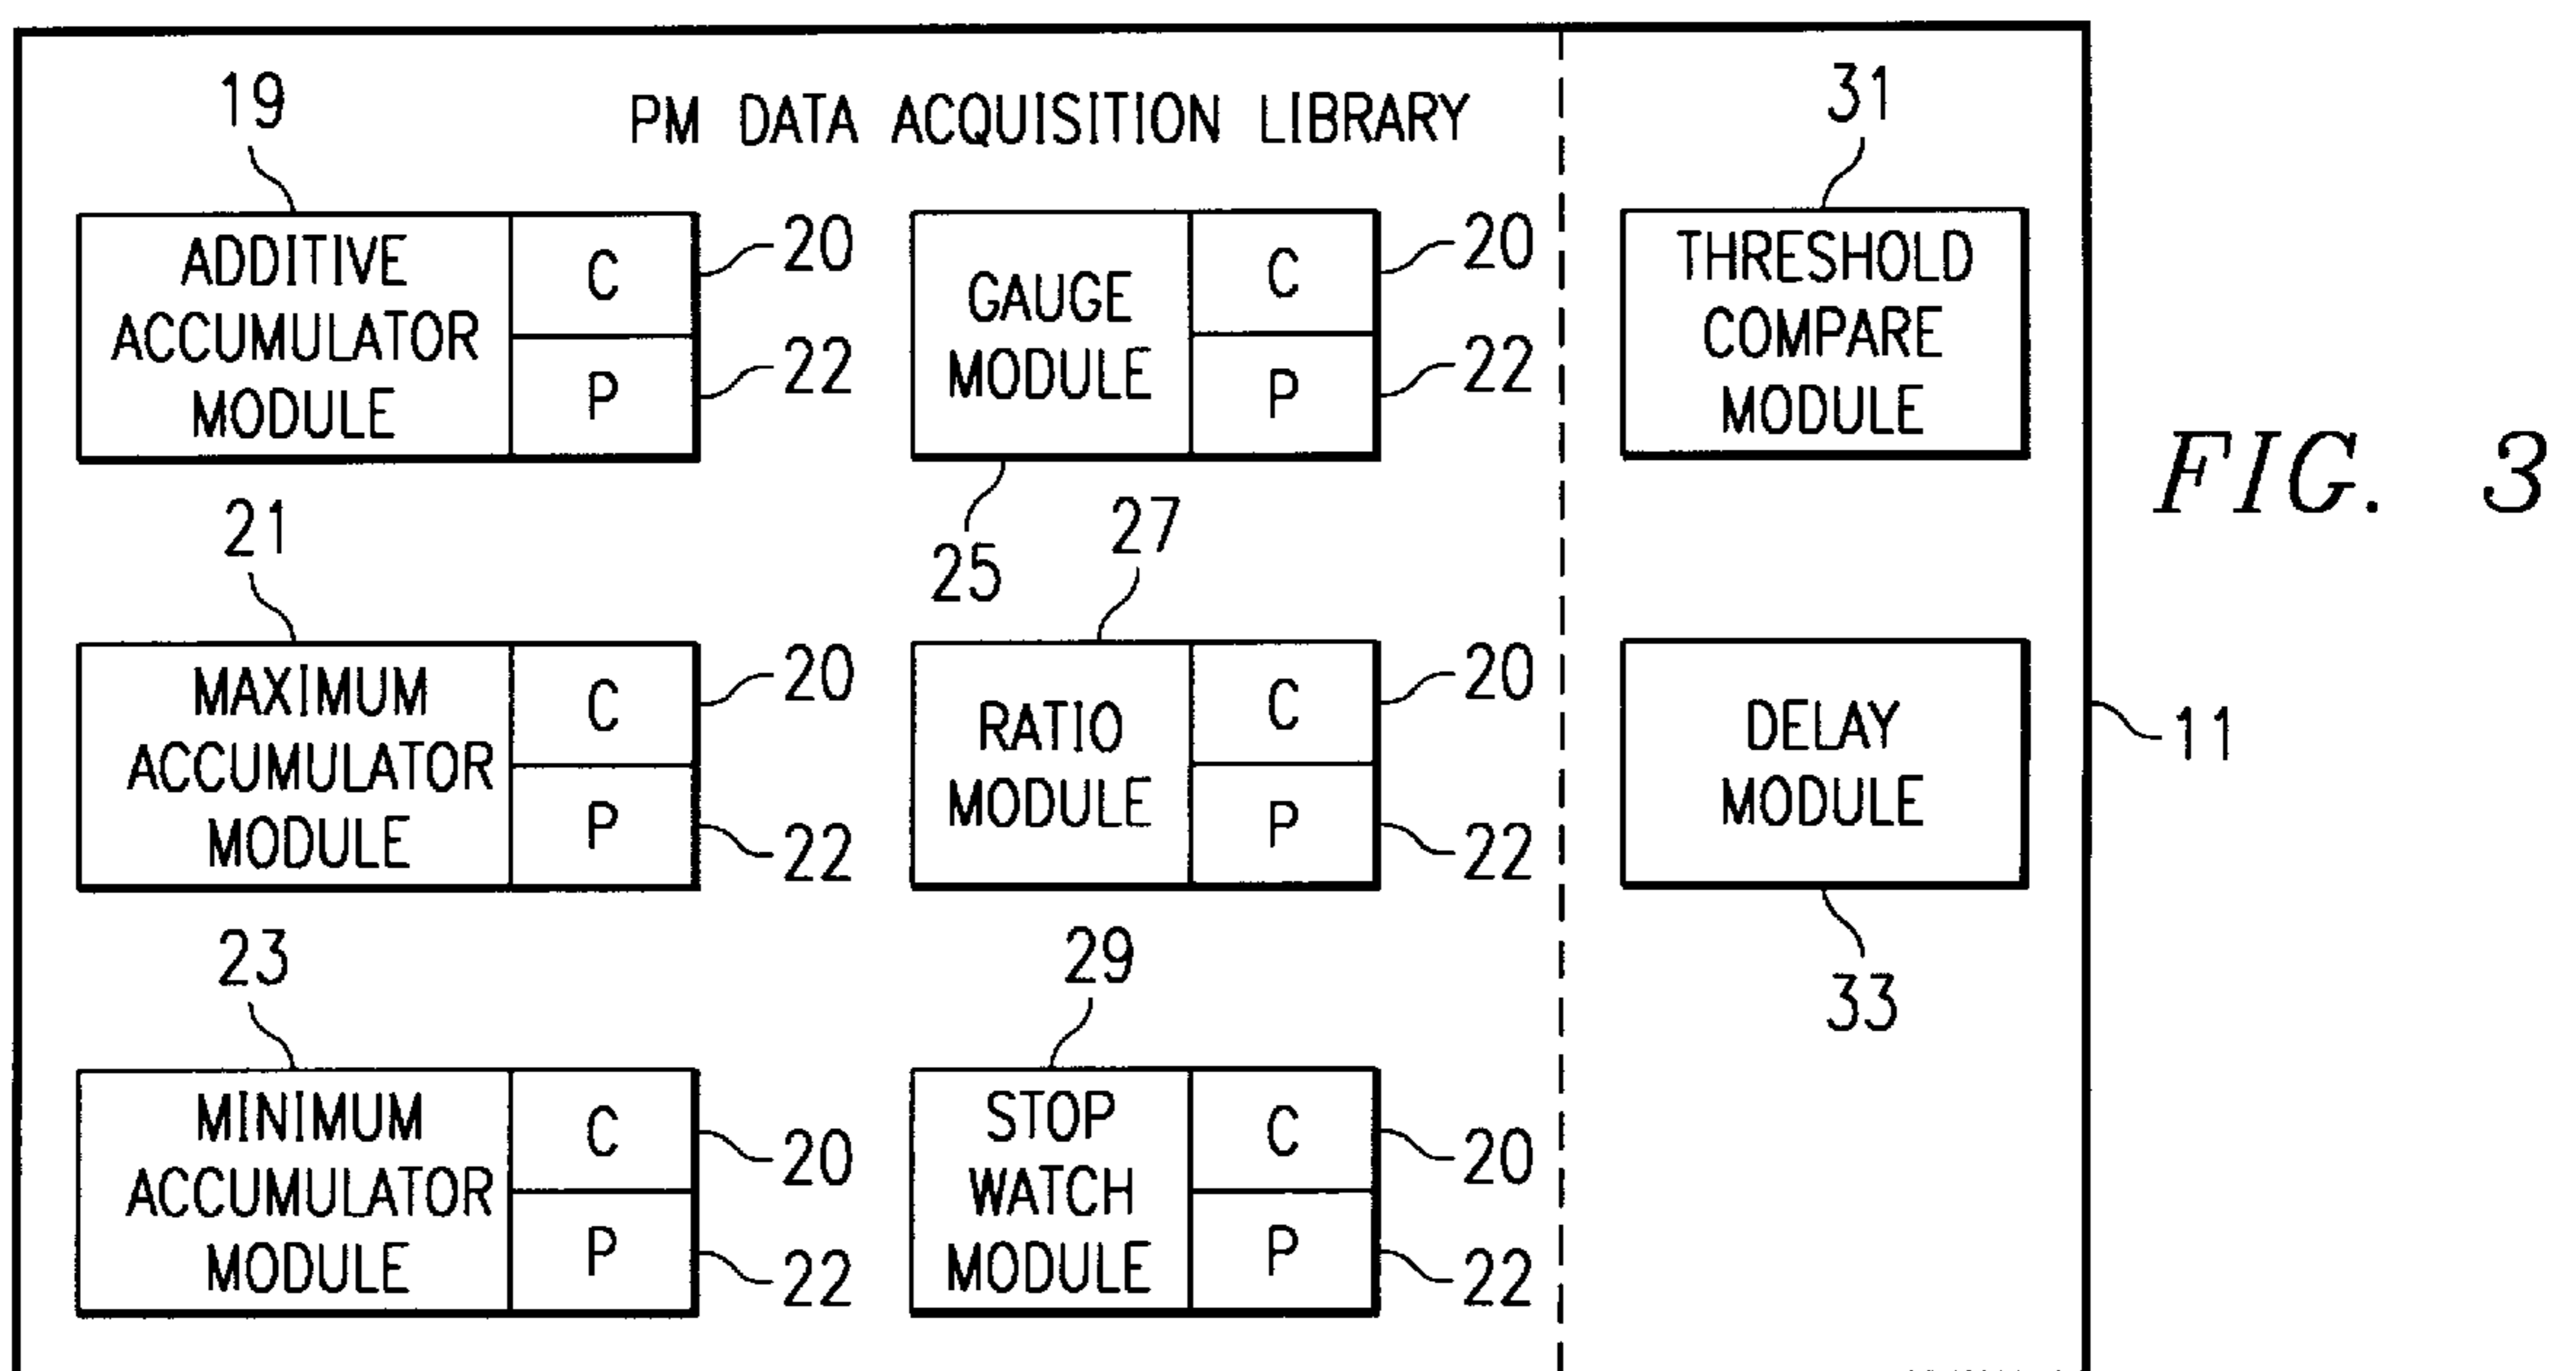 PM DATA ACQUISITION LIBRARY
19
ADDITIVE
ACCUMULATOR
MODULE
C
20
P
22
21
MAXIMUM
ACCUMULATOR
MODULE
C
20
P
22
23
MINIMUM
ACCUMULATOR
MODULE
C
20
P
22
GAUGE
MODULE
C
20
P
22
25
27
RATIO
MODULE
C
20
P
22
29
STOP
WATCH
MODULE
C
20
P
22
31
THRESHOLD
COMPARE
MODULE
DELAY
MODULE
33
11
FIG. 3